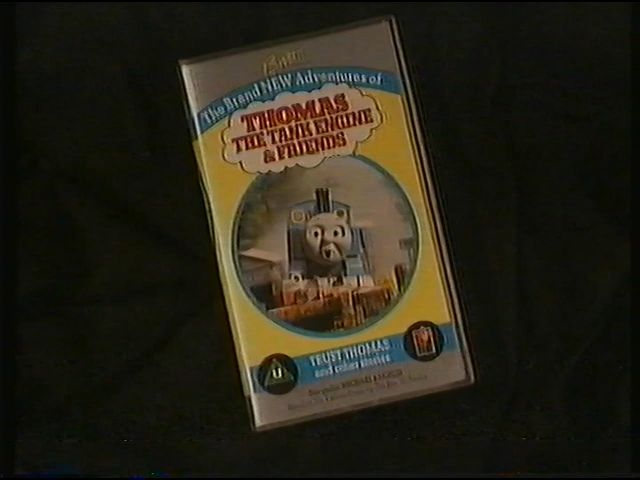 The Brand NEW Adventures of
THOMAS
THE TANK ENGINE
& FRIENDS
TRUST THOMAS
and other stories
U